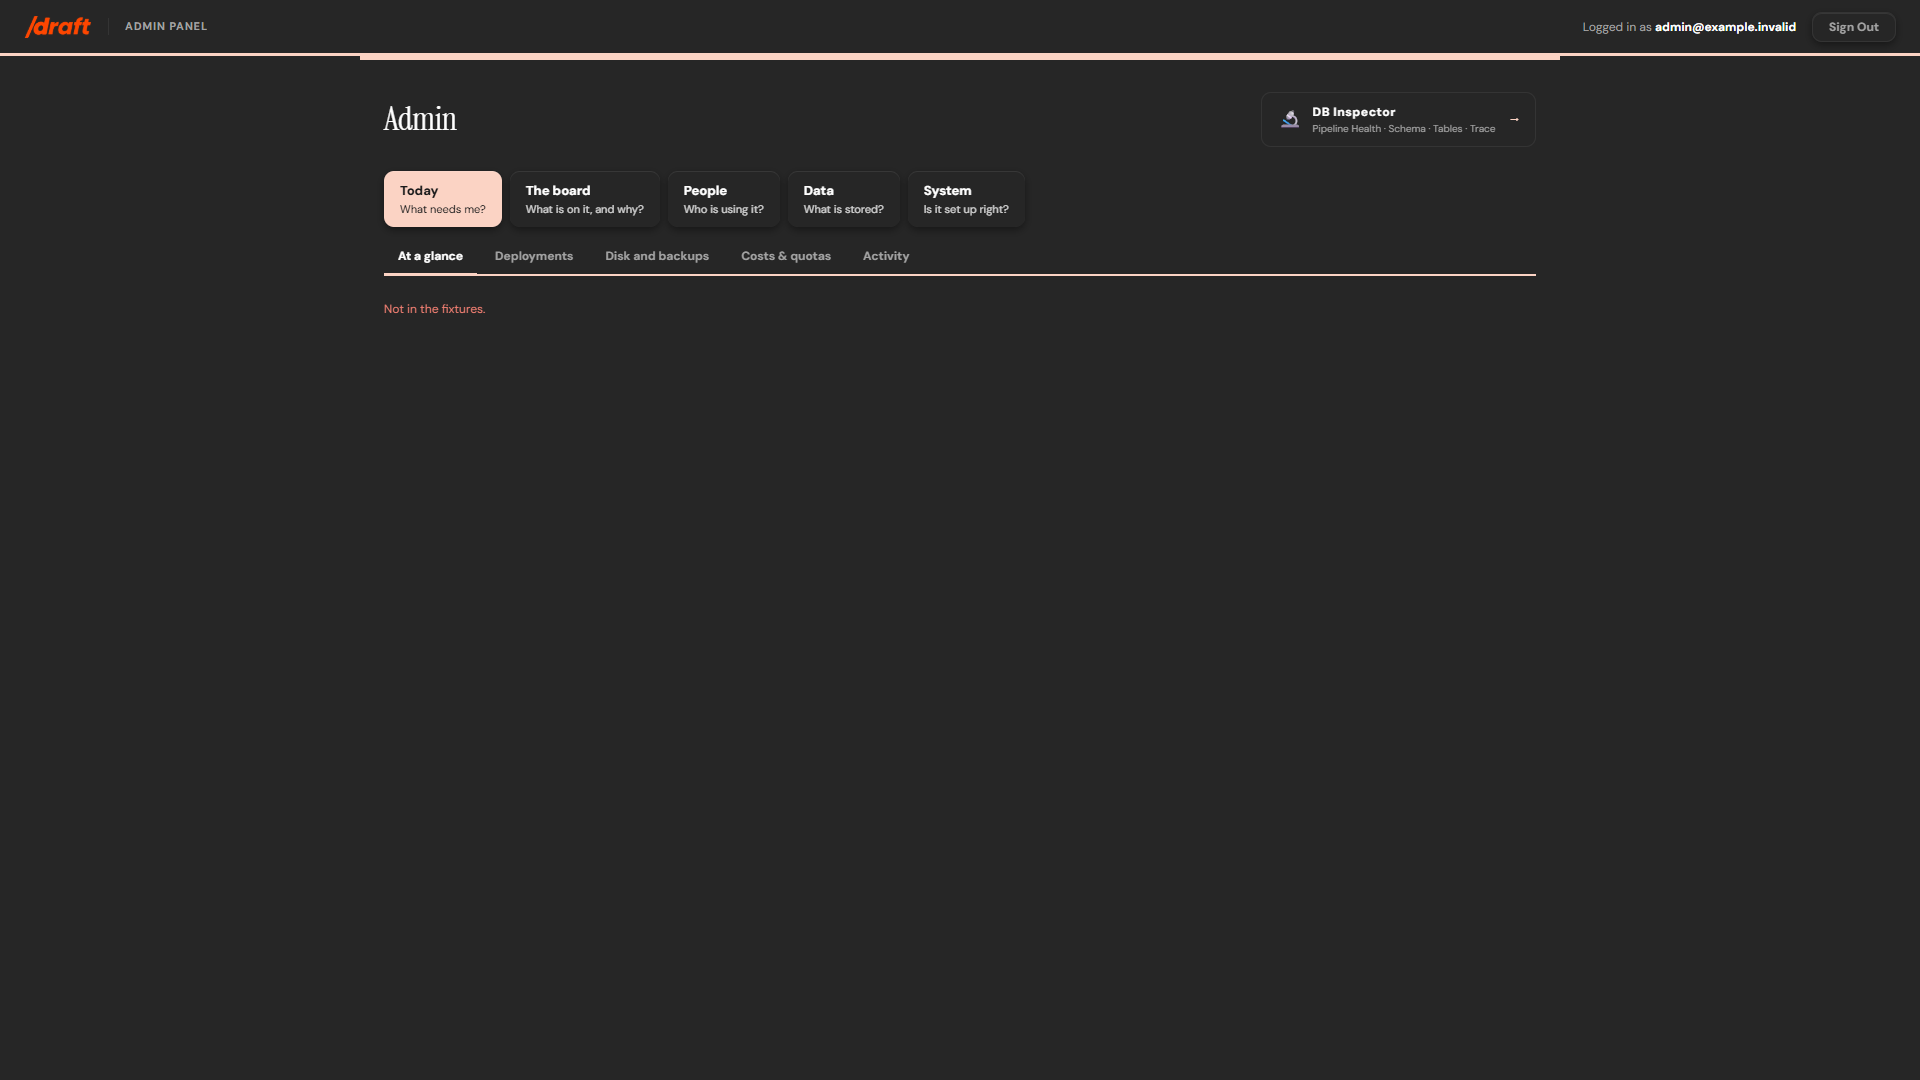 /draft
ADMIN PANEL
Logged in as admin@example.invalid
Sign Out
Admin
DB Inspector
Pipeline Health · Schema · Tables · Trace
→
Today
What needs me?
The board
What is on it, and why?
People
Who is using it?
Data
What is stored?
System
Is it set up right?
At a glance
Deployments
Disk and backups
Costs & quotas
Activity
Not in the fixtures.